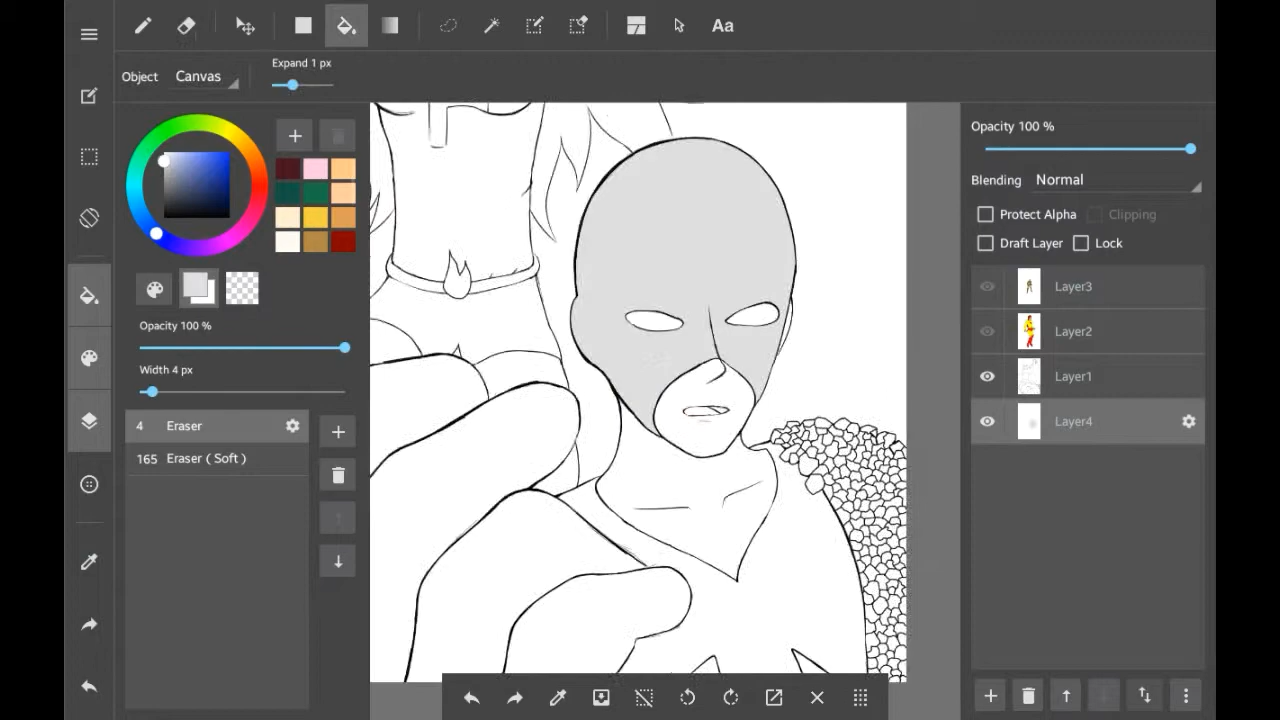 Aa
Object Canvas
Expand 1 px
Opacity 100 %
Width 4 px
4 Eraser
165 Eraser ( Soft )
Opacity 100 %
Blending Normal
Protect Alpha Clipping
Draft Layer Lock
Layer3
Layer2
Layer1
Layer4